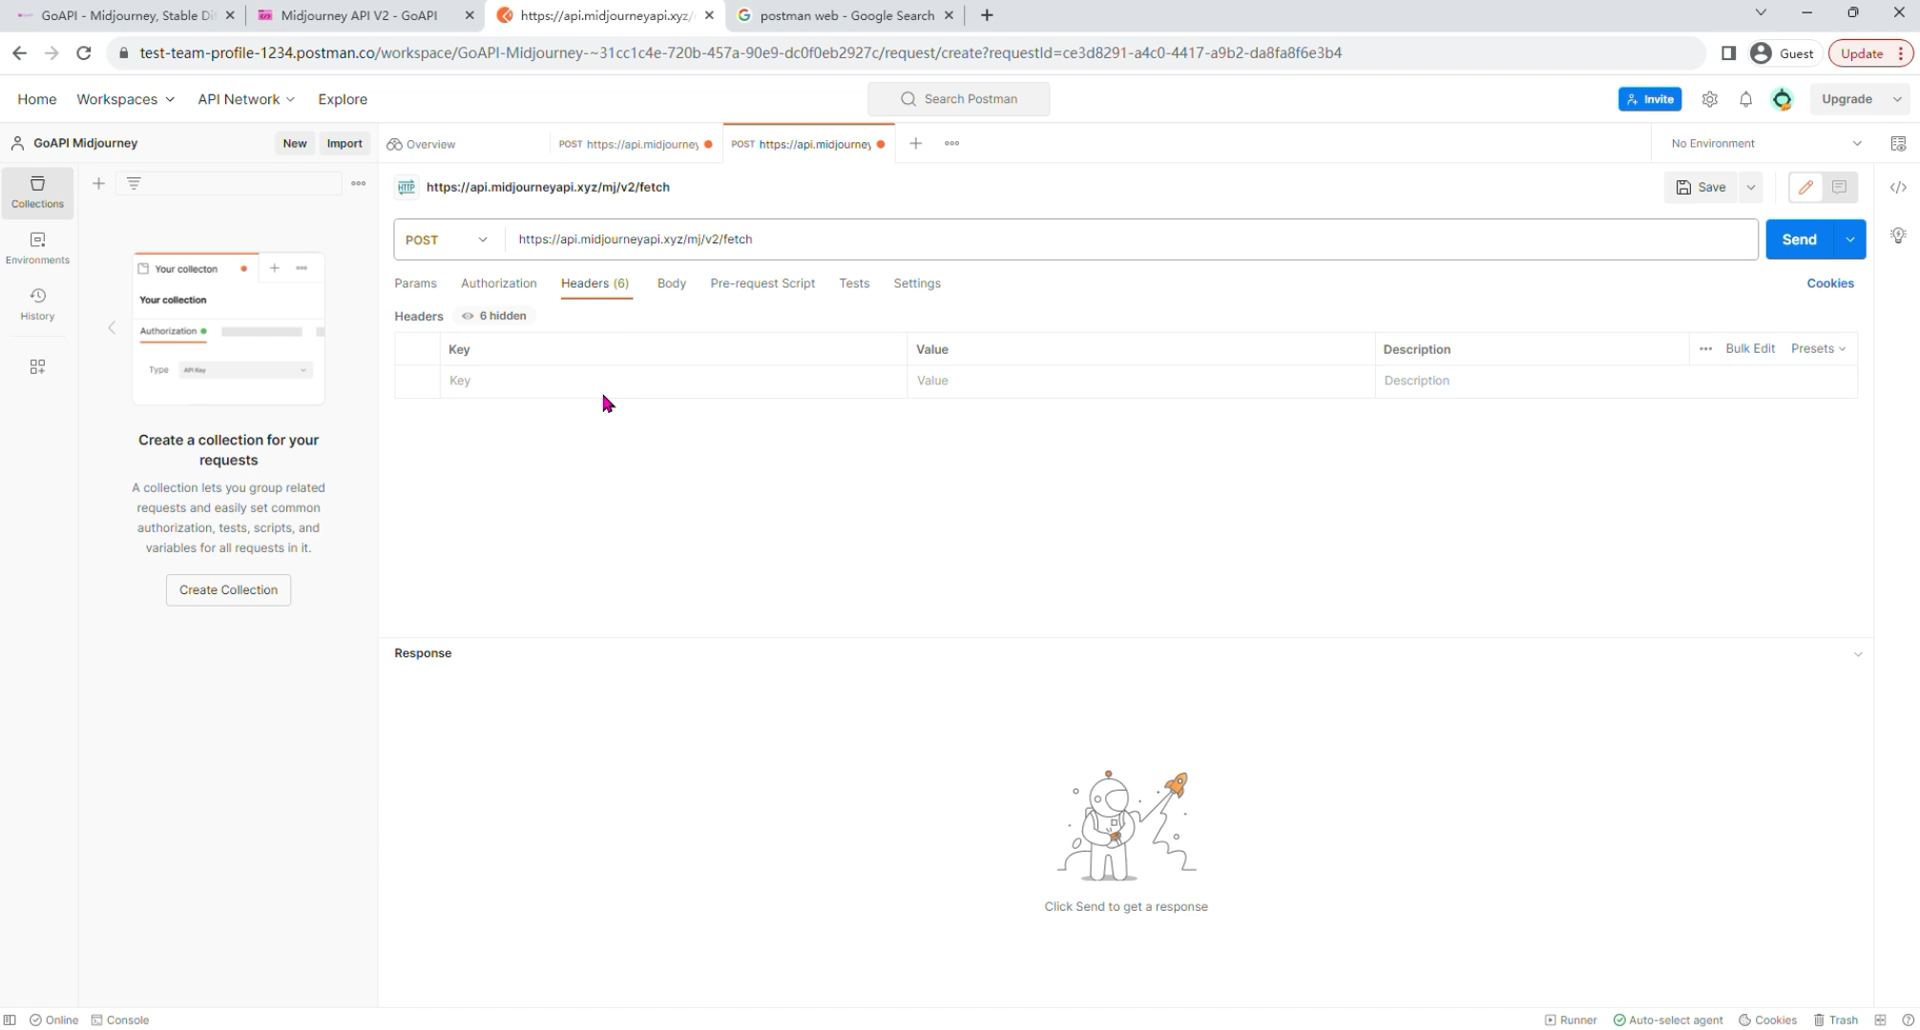 GoAPI - Midjourney, Stable Di
Midjourney API V2 - GoAPI
https://api.midjourneyapi.xyz/
postman web - Google Search
test-team-profile-1234.postman.co/workspace/GoAPI-Midjourney-~31cc1c4e-720b-457a-90e9-dc0f0eb2927c/request/create?requestId=ce3d8291-a4c0-4417-a9b2-da8fa8f6e3b4
Guest
Update
Home
Workspaces
API Network
Explore
Search Postman
Invite
Upgrade
GoAPI Midjourney
New
Import
Overview
POST https://api.midjourney
POST https://api.midjourney
No Environment
Collections
Environments
History
https://api.midjourneyapi.xyz/mj/v2/fetch
Save
POST
https://api.midjourneyapi.xyz/mj/v2/fetch
Send
Params
Authorization
Headers (6)
Body
Pre-request Script
Tests
Settings
Cookies
Headers
6 hidden
Key
Value
Description
Bulk Edit
Presets
Key
Value
Description
Your collecton
Your collection
Authorization
Type
API Key
Create a collection for your
requests
A collection lets you group related
requests and easily set common
authorization, tests, scripts, and
variables for all requests in it.
Create Collection
Response
Click Send to get a response
Online
Console
Runner
Auto-select agent
Cookies
Trash